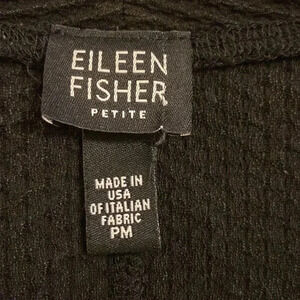 EILEEN
FISHER
PETITE
MADE IN
USA
OF ITALIAN
FABRIC
PM